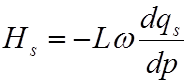 H_s = -Lω dq_s/dp